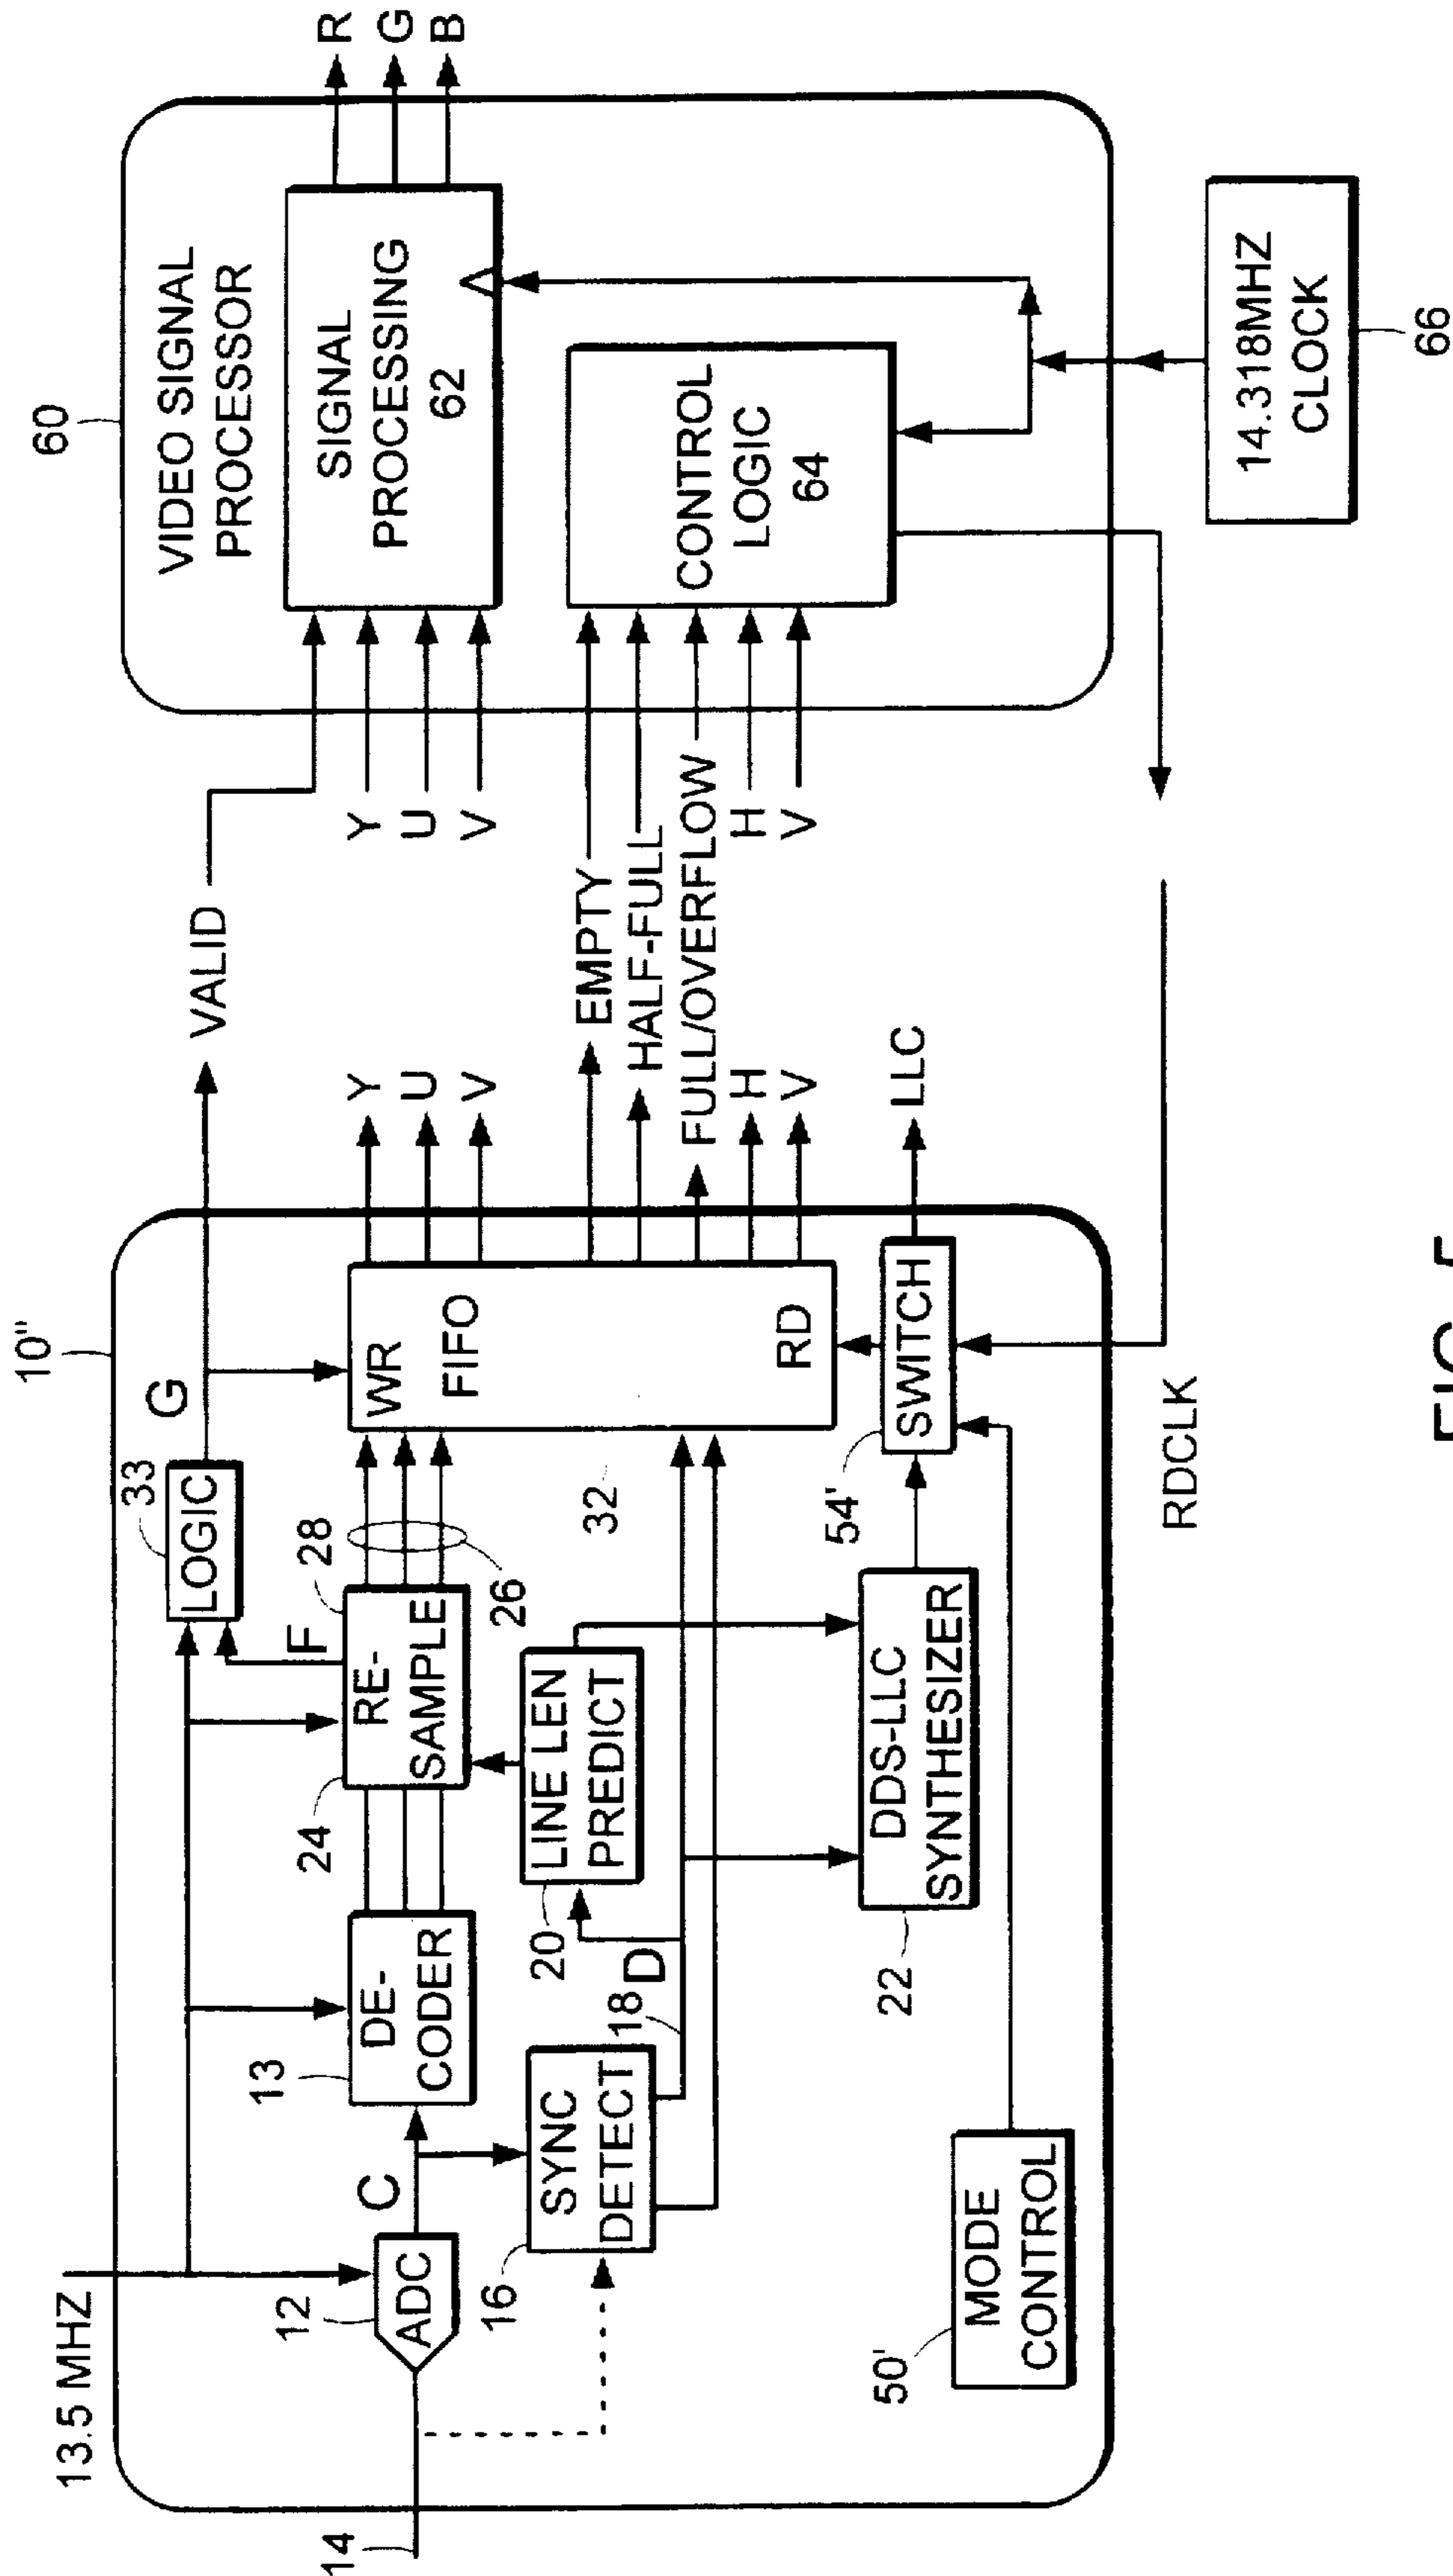 13.5 MHZ
10"
14
12
ADC
C
13
DE-
CODER
24
RE-
SAMPLE
28
26
F
33
LOGIC
G
VALID
WR
FIFO
RD
32
16
SYNC
DETECT
18
D
20
LINE LEN
PREDICT
22
DDS-LLC
SYNTHESIZER
54'
SWITCH
50'
MODE
CONTROL
Y
U
V
EMPTY
HALF-FULL
FULL/OVERFLOW
H
V
LLC
RDCLK
Y
U
V
H
V
60
VIDEO SIGNAL
PROCESSOR
SIGNAL
PROCESSING
62
CONTROL
LOGIC
64
R
G
B
14.318MHZ
CLOCK
66